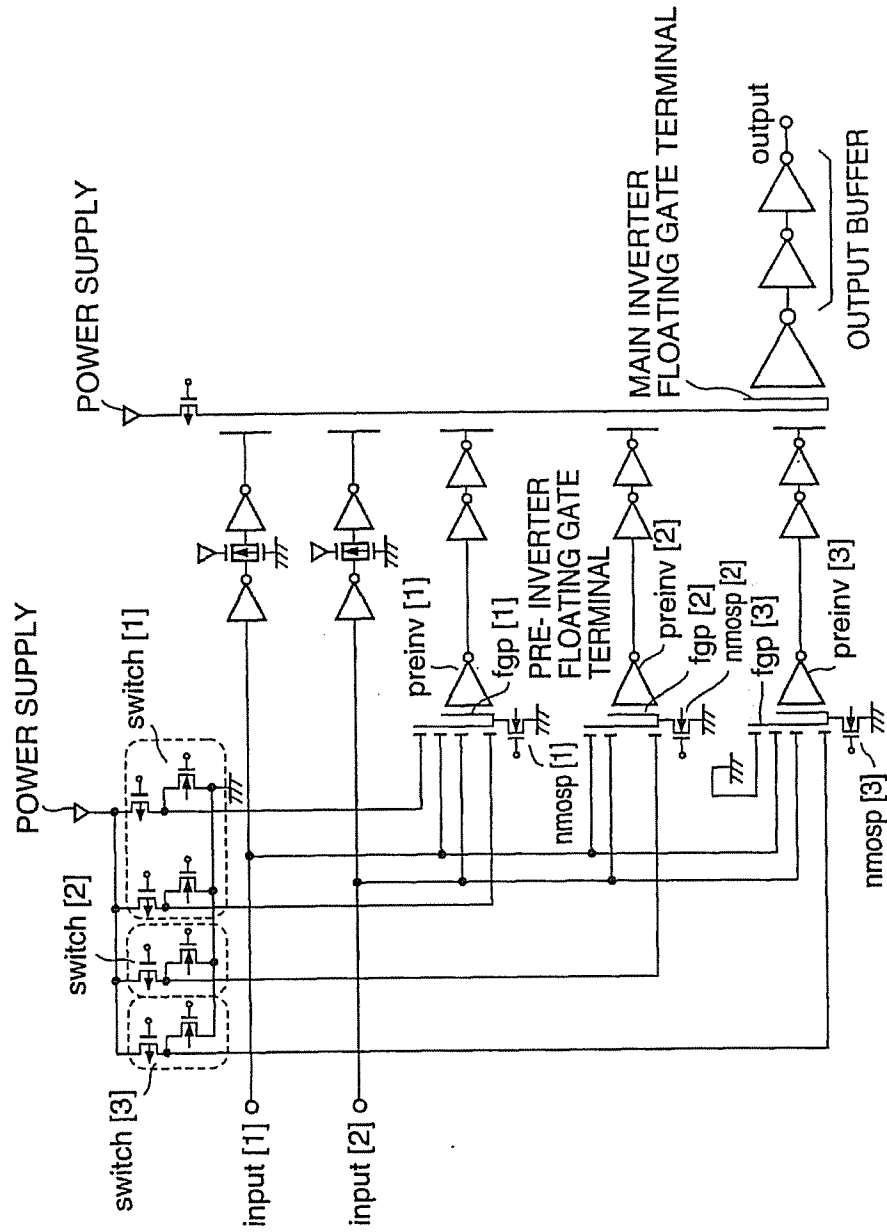 POWER SUPPLY
POWER SUPPLY
switch [1]
switch [2]
switch [3]
input [1]
input [2]
preinv [1]
fgp [1]
nmosp [1]
PRE- INVERTER
FLOATING GATE
TERMINAL
preinv [2]
fgp [2]
nmosp [2]
fgp [3]
preinv [3]
nmosp [3]
MAIN INVERTER
FLOATING GATE TERMINAL
output
OUTPUT BUFFER